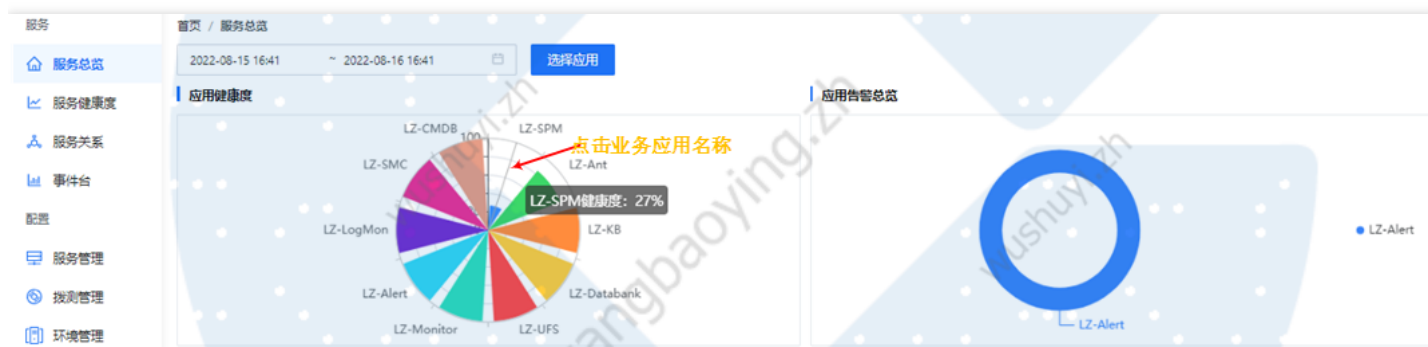 服务
首页 / 服务总览
服务总览
2022-08-15 16:41 ~ 2022-08-16 16:41
选择应用
服务健康度
应用健康度
应用告警总览
LZ-CMDB
100
LZ-SPM
点击业务应用名称
服务关系
LZ-SMC
LZ-Ant
事件台
LZ-SPM健康度：27%
配置
LZ-LogMon
LZ-KB
LZ-Alert
服务管理
拨测管理
LZ-Alert
LZ-Databank
环境管理
LZ-Monitor
LZ-UFS
LZ-Alert
wushuyi.zh